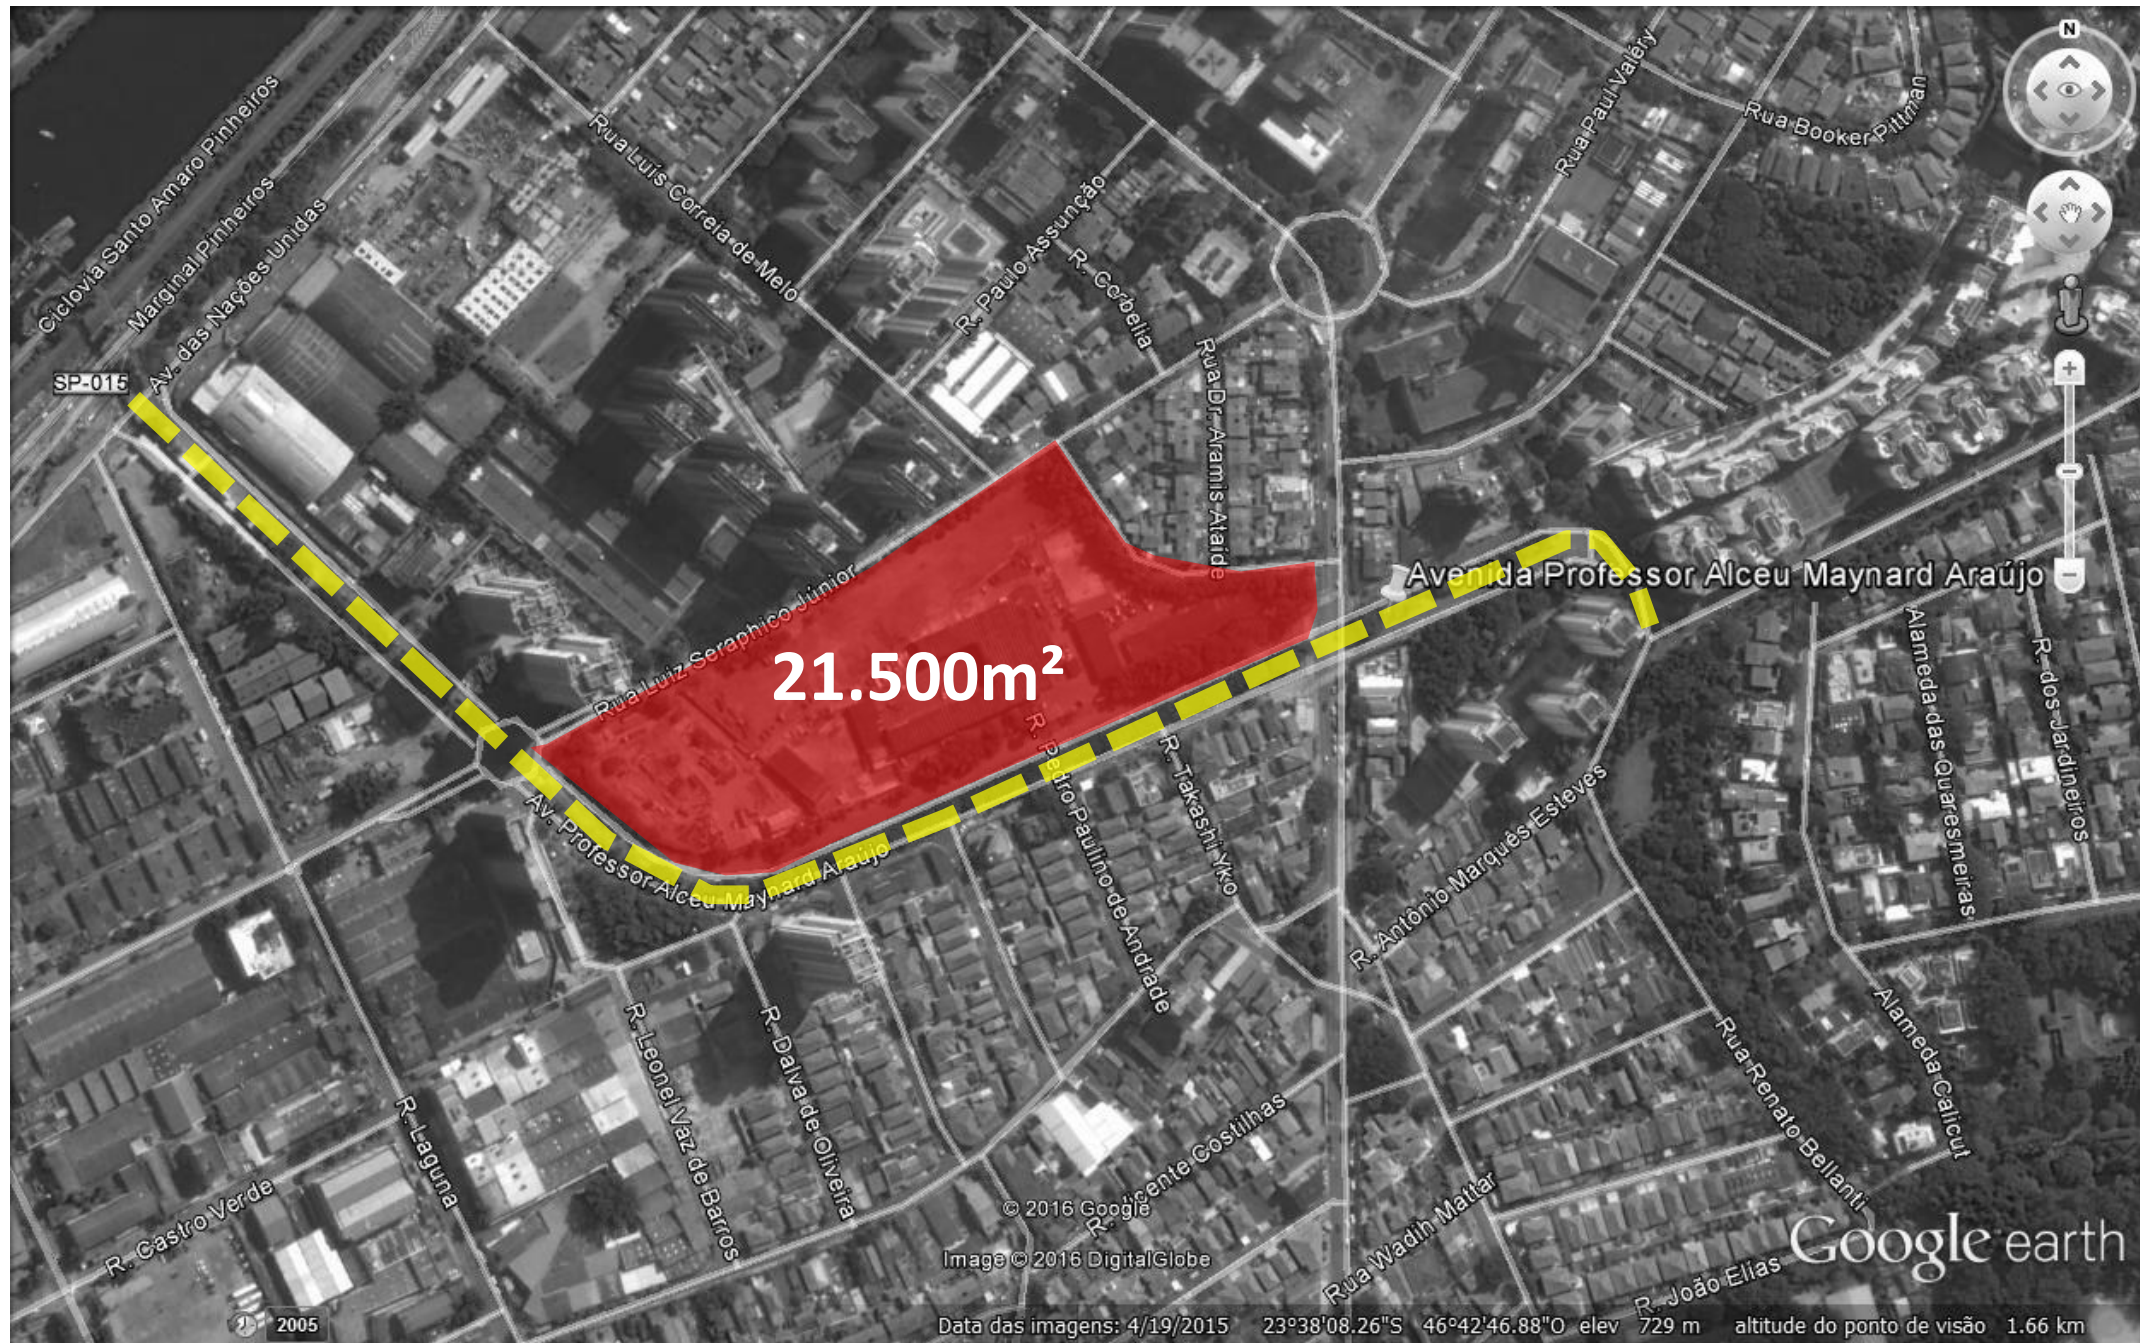 N
Rua Paul Valéry
Rua Booker Pittman
Ciclovia Santo Amaro Pinheiros
Marginal Pinheiros
Av. das Nações Unidas
Rua Luís Correia de Melo
R. Paulo Assunção
R. Corbelia
Rua Dr. Aramis Ataide
SP-015
Rua Luiz Seraphico Júnior
21.500m²
Avenida Professor Alceu Maynard Araújo
Alameda das Quaresmeiras
R. dos Jardineiros
R. Pedro Paulino de Andrade
R. Takashi Yko
Av. Professor Alceu Maynard Araújo
R. Antônio Marquês Esteves
R. Leonel Vaz de Barros
R. Dalva de Oliveira
R. Laguna
R. Castro Verde
Alameda Calicut
Rua Renato Bellanti
R. Vicente Costilhas
Rua Wadih Mattar
R. João Elias
© 2016 Google
Image © 2016 DigitalGlobe
Google earth
2005
Data das imagens: 4/19/2015 23°38'08.26"S 46°42'46.88"O elev 729 m altitude do ponto de visão 1.66 km